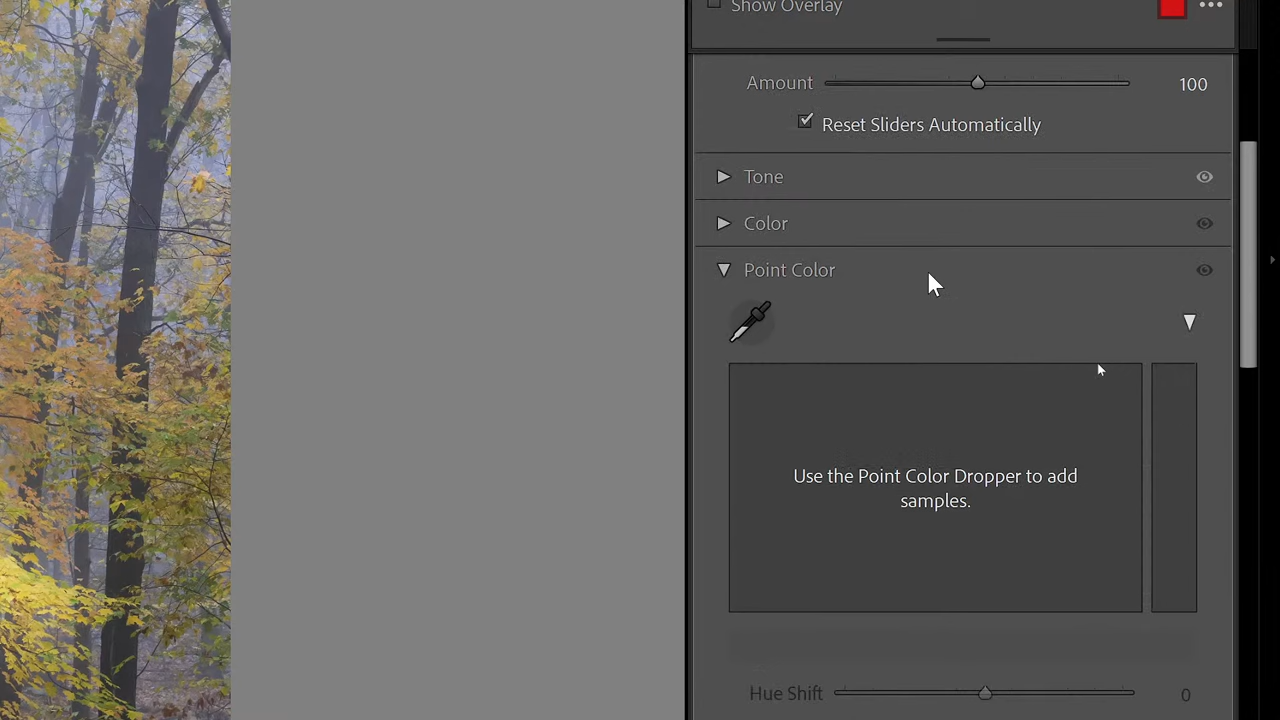 Show Overlay
Amount 100
Reset Sliders Automatically
Tone
Color
Point Color
Use the Point Color Dropper to add
samples.
Hue Shift 0